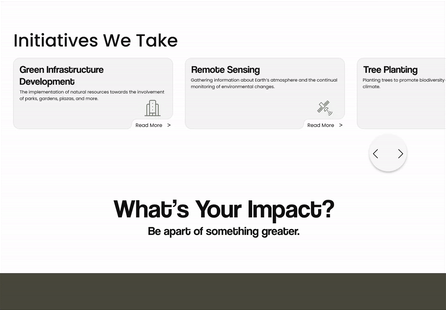 Initiatives We Take
Green Infrastructure
Development
The implementation of natural resources towards the involvement
of parks, gardens, plazas, and more.
Read More >
Remote Sensing
Gathering information about Earth's atmosphere and the continual
monitoring of environmental changes.
Read More >
Tree Planting
Planting trees to promote biodiversity
climate.
What's Your Impact?
Be apart of something greater.